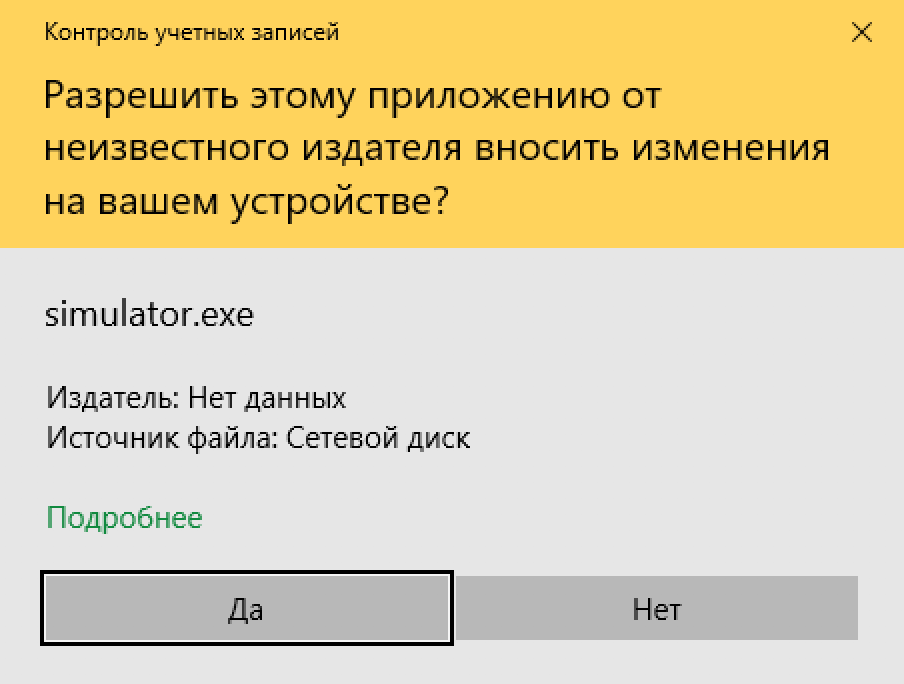 Контроль учетных записей
Разрешить этому приложению от
неизвестного издателя вносить изменения
на вашем устройстве?
simulator.exe
Издатель: Нет данных
Источник файла: Сетевой диск
Подробнее
Да
Нет